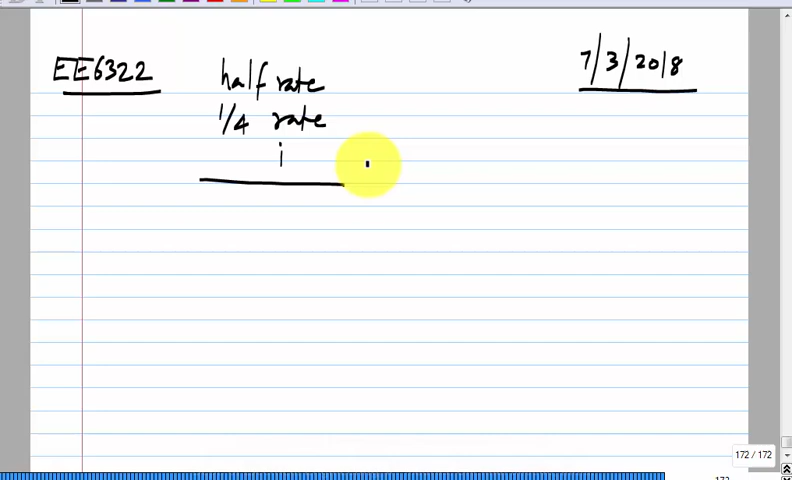 EE6322
7/3/2018
half rate
1/4 rate
i
172 / 172